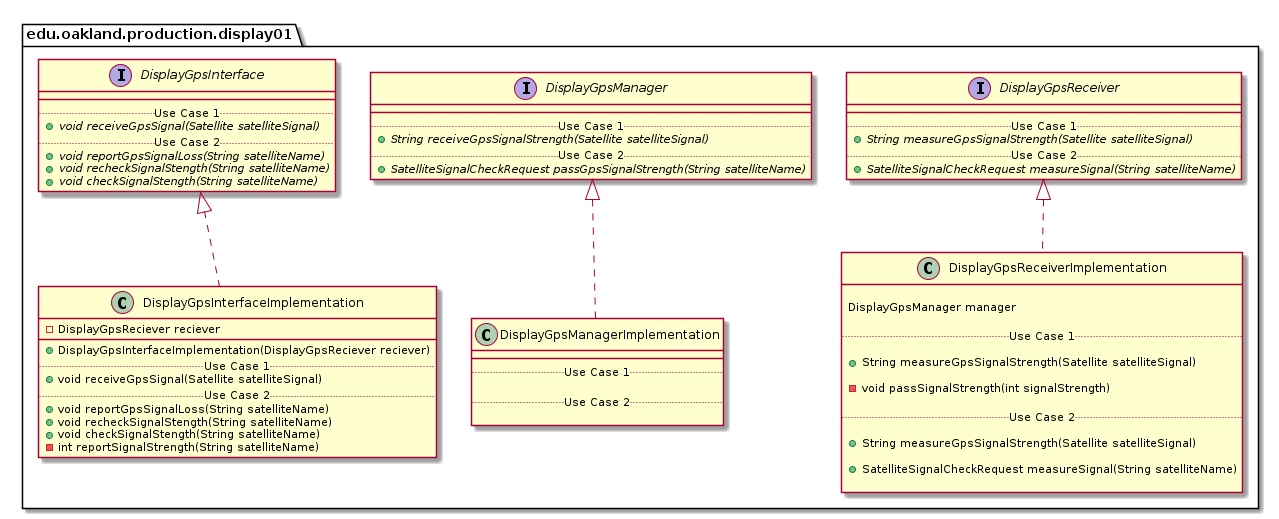 edu.oakland.production.display01
I DisplayGpsInterface
Use Case 1
void receiveGpsSignal(Satellite satelliteSignal)
Use Case 2
void reportGpsSignalLoss(String satelliteName)
void recheckSignalStength(String satelliteName)
void checkSignalStength(String satelliteName)
I DisplayGpsManager
Use Case 1
String receiveGpsSignalStrength(Satellite satelliteSignal)
Use Case 2
SatelliteSignalCheckRequest passGpsSignalStrength(String satelliteName)
I DisplayGpsReceiver
Use Case 1
String measureGpsSignalStrength(Satellite satelliteSignal)
Use Case 2
SatelliteSignalCheckRequest measureSignal(String satelliteName)
C DisplayGpsInterfaceImplementation
DisplayGpsReciever reciever
DisplayGpsInterfaceImplementation(DisplayGpsReciever reciever)
Use Case 1
void receiveGpsSignal(Satellite satelliteSignal)
Use Case 2
void reportGpsSignalLoss(String satelliteName)
void recheckSignalStength(String satelliteName)
void checkSignalStength(String satelliteName)
int reportSignalStrength(String satelliteName)
C DisplayGpsManagerImplementation
Use Case 1
Use Case 2
C DisplayGpsReceiverImplementation
DisplayGpsManager manager
Use Case 1
String measureGpsSignalStrength(Satellite satelliteSignal)
void passSignalStrength(int signalStrength)
Use Case 2
String measureGpsSignalStrength(Satellite satelliteSignal)
SatelliteSignalCheckRequest measureSignal(String satelliteName)